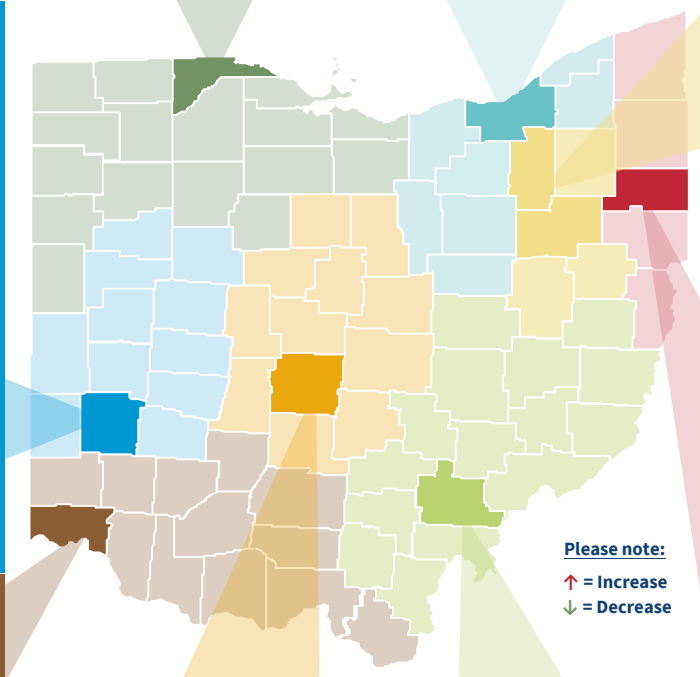 Please note:
↑ = Increase
↓ = Decrease